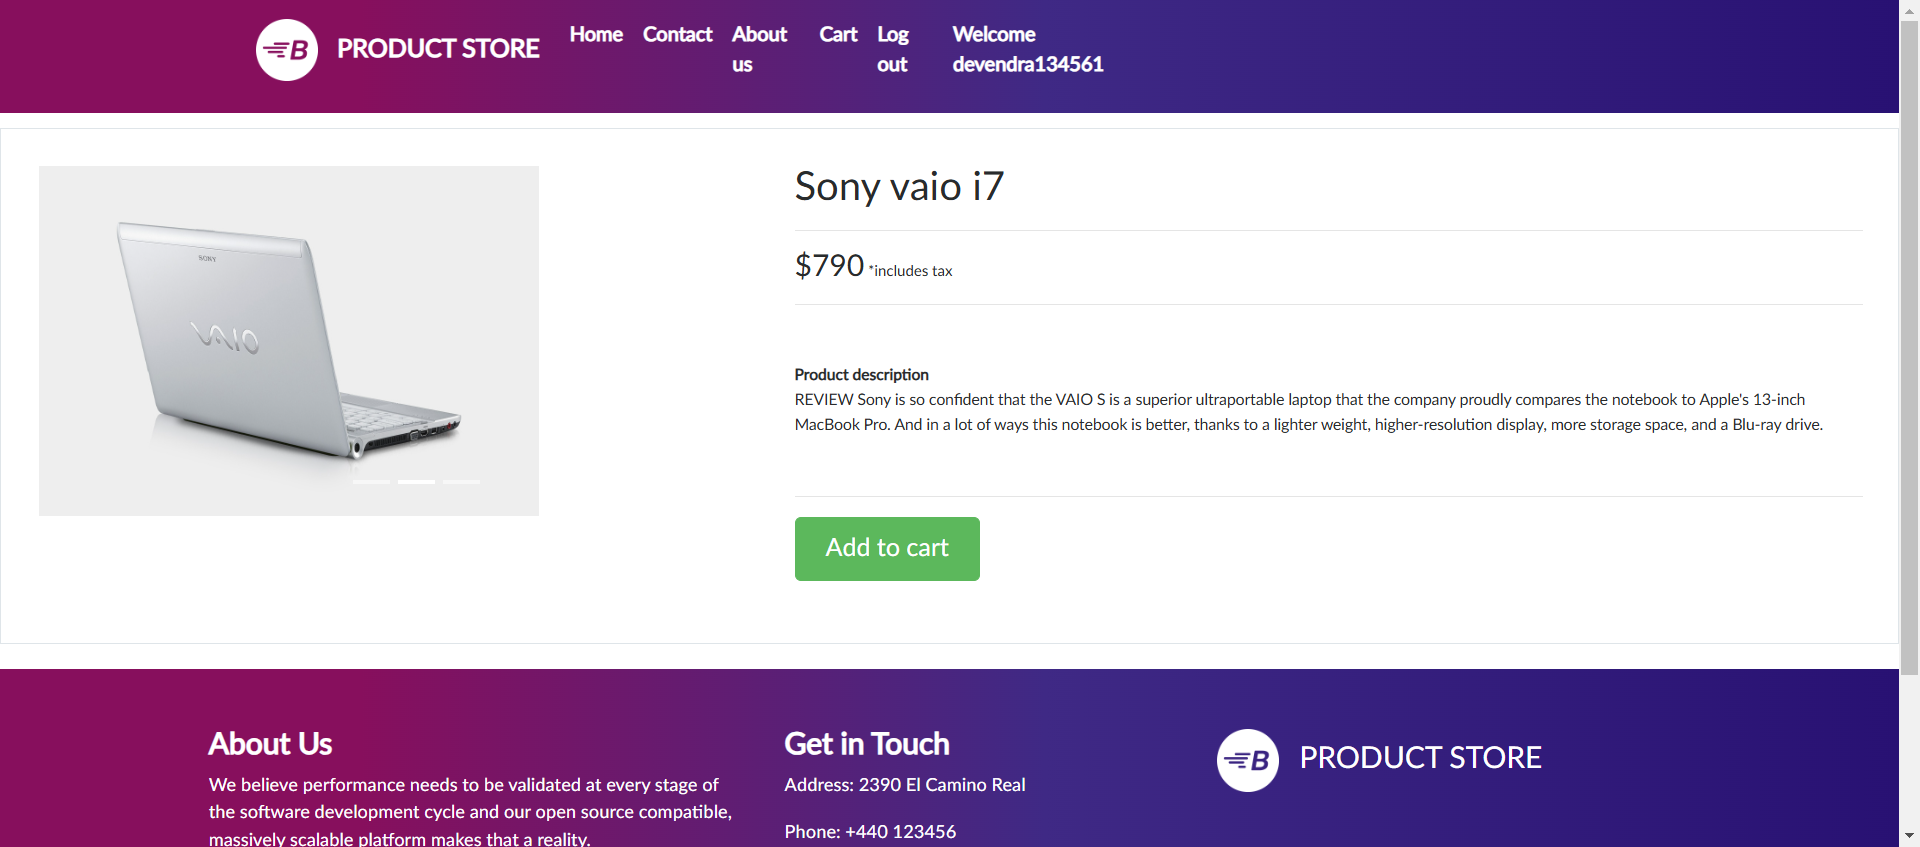 B PRODUCT STORE Home Contact About us Cart Log out Welcome devendra134561
SONY
VAIO
Sony vaio i7
$790 *includes tax
Product description
REVIEW Sony is so confident that the VAIO S is a superior ultraportable laptop that the company proudly compares the notebook to Apple's 13-inch
MacBook Pro. And in a lot of ways this notebook is better, thanks to a lighter weight, higher-resolution display, more storage space, and a Blu-ray drive.
Add to cart
About Us
We believe performance needs to be validated at every stage of
the software development cycle and our open source compatible,
massively scalable platform makes that a reality.
Get in Touch
Address: 2390 El Camino Real
Phone: +440 123456
B PRODUCT STORE